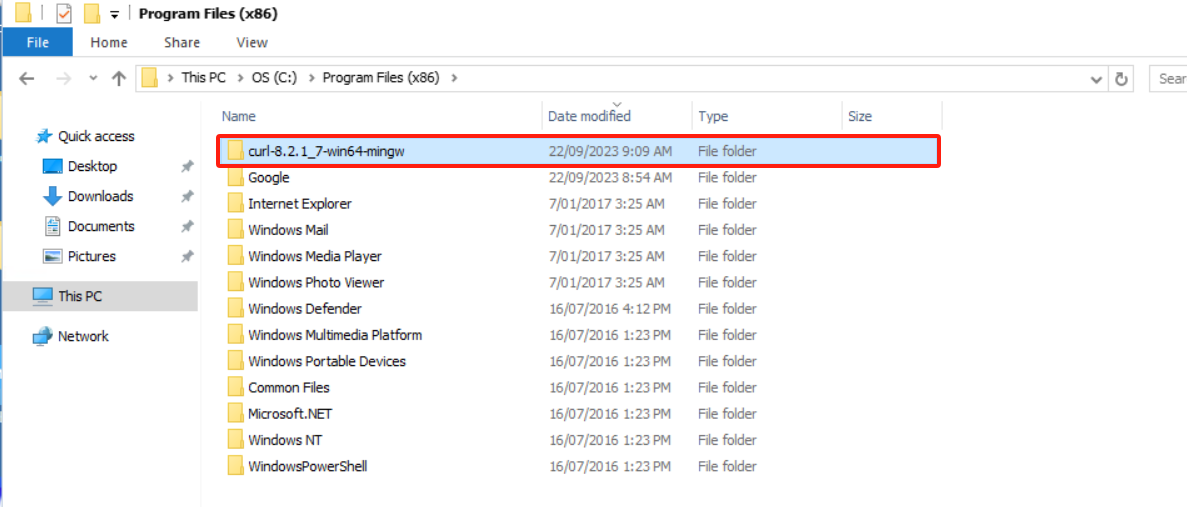 Program Files (x86)
File Home Share View
This PC OS (C:) Program Files (x86)
Sear
Name Date modified Type Size
Quick access
Desktop
Downloads
Documents
Pictures
This PC
Network
curl-8.2.1_7-win64-mingw 22/09/2023 9:09 AM File folder
Google 22/09/2023 8:54 AM File folder
Internet Explorer 7/01/2017 3:25 AM File folder
Windows Mail 7/01/2017 3:25 AM File folder
Windows Media Player 7/01/2017 3:25 AM File folder
Windows Photo Viewer 7/01/2017 3:25 AM File folder
Windows Defender 16/07/2016 4:12 PM File folder
Windows Multimedia Platform 16/07/2016 1:23 PM File folder
Windows Portable Devices 16/07/2016 1:23 PM File folder
Common Files 16/07/2016 1:23 PM File folder
Microsoft.NET 16/07/2016 1:23 PM File folder
Windows NT 16/07/2016 1:23 PM File folder
WindowsPowerShell 16/07/2016 1:23 PM File folder